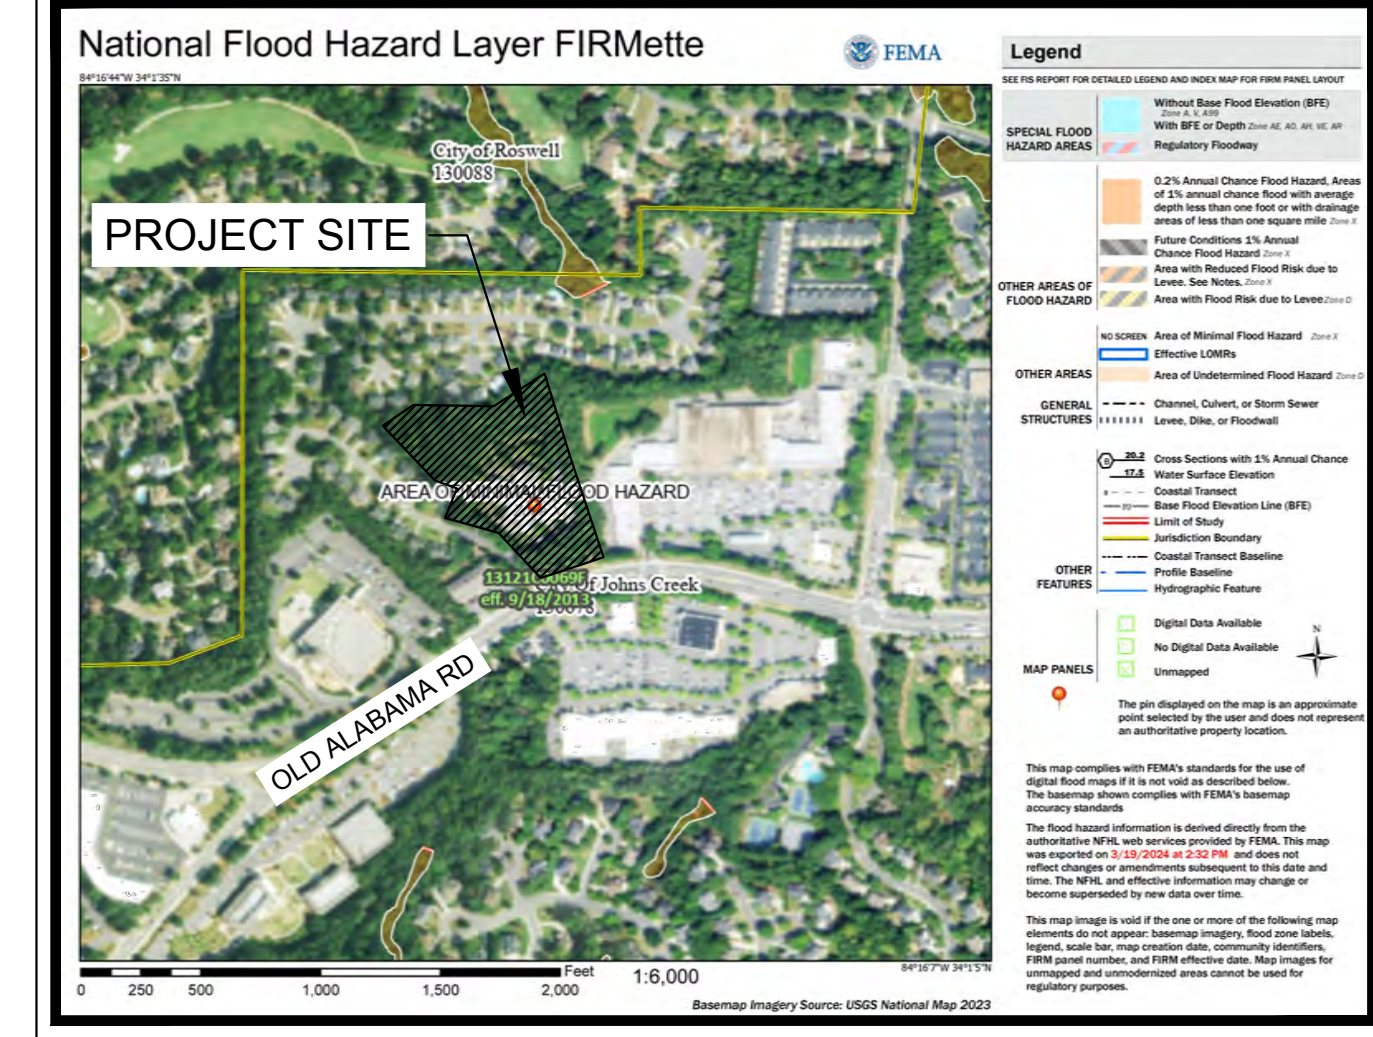 National Flood Hazard Layer FIRMette
FEMA
84°16'44"W 34°1'35"N
City of Roswell
130088
PROJECT SITE
AREA OF MINIMAL FLOOD HAZARD
13121C0069F
eff. 9/18/2013
City of Johns Creek
OLD ALABAMA RD
84°16'7"W 34°1'5"N
Feet
1:6,000
0 250 500 1,000 1,500 2,000
Basemap Imagery Source: USGS National Map 2023
Legend
SEE FIS REPORT FOR DETAILED LEGEND AND INDEX MAP FOR FIRM PANEL LAYOUT
SPECIAL FLOOD
HAZARD AREAS
Without Base Flood Elevation (BFE)
Zone A, V, A99
With BFE or Depth Zone AE, AO, AH, VE, AR
Regulatory Floodway
0.2% Annual Chance Flood Hazard, Areas
of 1% annual chance flood with average
depth less than one foot or with drainage
areas of less than one square mile Zone X
Future Conditions 1% Annual
Chance Flood Hazard Zone X
Area with Reduced Flood Risk due to
Levee. See Notes. Zone X
Area with Flood Risk due to Levee Zone D
OTHER AREAS OF
FLOOD HAZARD
NO SCREEN Area of Minimal Flood Hazard Zone X
Effective LOMRs
OTHER AREAS
Area of Undetermined Flood Hazard Zone D
GENERAL
STRUCTURES
Channel, Culvert, or Storm Sewer
Levee, Dike, or Floodwall
B 20.2 Cross Sections with 1% Annual Chance
17.5 Water Surface Elevation
8 Coastal Transect
Base Flood Elevation Line (BFE)
Limit of Study
Jurisdiction Boundary
Coastal Transect Baseline
OTHER
FEATURES
Profile Baseline
Hydrographic Feature
Digital Data Available
No Digital Data Available
Unmapped
MAP PANELS
N
The pin displayed on the map is an approximate
point selected by the user and does not represent
an authoritative property location.
This map complies with FEMA's standards for the use of
digital flood maps if it is not void as described below.
The basemap shown complies with FEMA's basemap
accuracy standards
The flood hazard information is derived directly from the
authoritative NFHL web services provided by FEMA. This map
was exported on 3/19/2024 at 2:32 PM and does not
reflect changes or amendments subsequent to this date and
time. The NFHL and effective information may change or
become superseded by new data over time.
This map image is void if the one or more of the following map
elements do not appear: basemap imagery, flood zone labels,
legend, scale bar, map creation date, community identifiers,
FIRM panel number, and FIRM effective date. Map images for
unmapped and unmodernized areas cannot be used for
regulatory purposes.